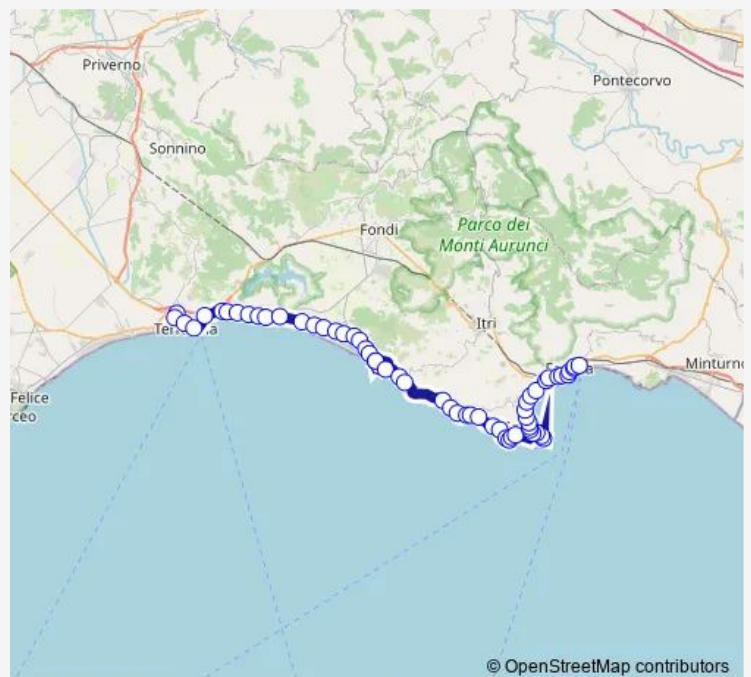 Priverno
Pontecorvo
Sonnino
Fondi
Parco dei
Monti Aurunci
Itri
Minturno
Felice
© OpenStreetMap contributors